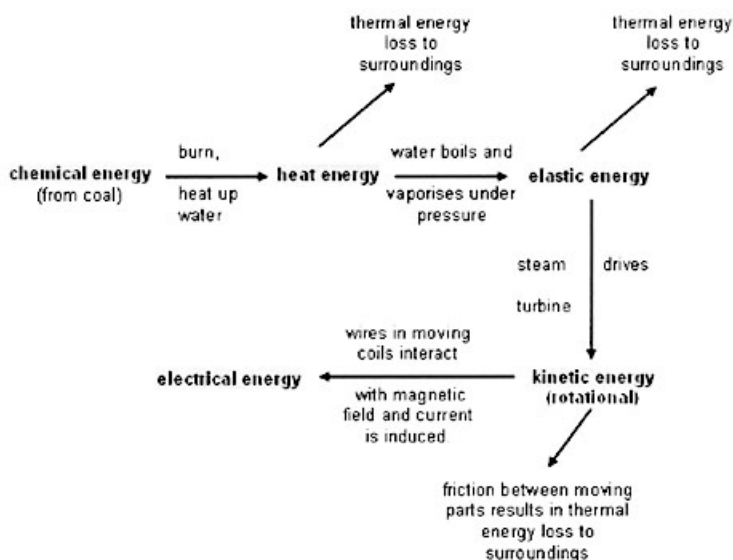 thermal energy
loss to
surroundings
thermal energy
loss to
surroundings
chemical energy
(from coal)
burn,
heat up
water
heat energy
water boils and
vaporises under
pressure
elastic energy
steam drives
turbine
kinetic energy
(rotational)
wires in moving
coils interact
with magnetic
field and current
is induced.
electrical energy
friction between moving
parts results in thermal
energy loss to
surroundings